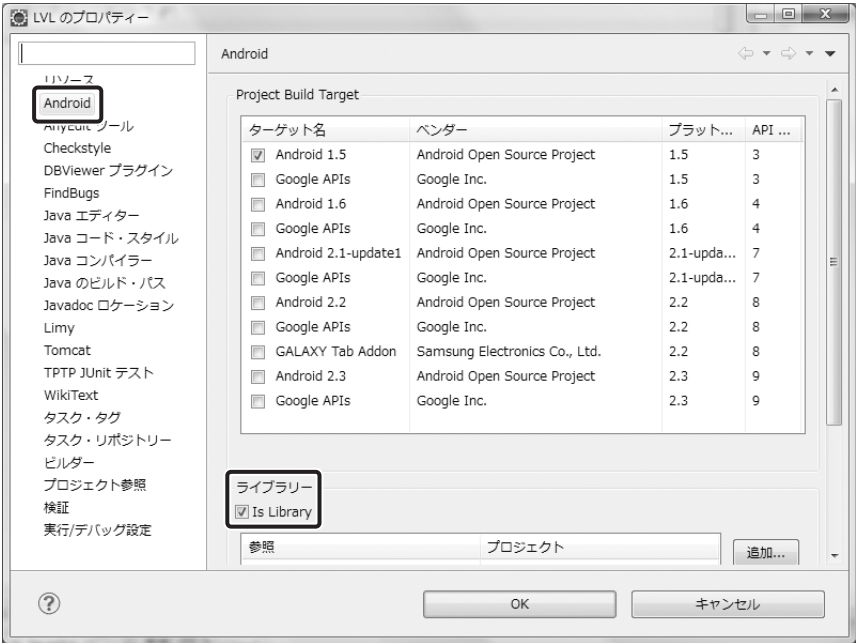 LVL のプロパティー
Android
リソース
Android
AnyEdit ツール
Checkstyle
DBViewer プラグイン
FindBugs
Java エディター
Java コード・スタイル
Java コンパイラー
Java のビルド・パス
Javadoc ロケーション
Limy
Tomcat
TPTP JUnit テスト
WikiText
タスク・タグ
タスク・リポジトリー
ビルダー
プロジェクト参照
検証
実行/デバッグ設定
Project Build Target
ターゲット名 ベンダー プラット... API ...
Android 1.5 Android Open Source Project 1.5 3
Google APIs Google Inc. 1.5 3
Android 1.6 Android Open Source Project 1.6 4
Google APIs Google Inc. 1.6 4
Android 2.1-update1 Android Open Source Project 2.1-upda... 7
Google APIs Google Inc. 2.1-upda... 7
Android 2.2 Android Open Source Project 2.2 8
Google APIs Google Inc. 2.2 8
GALAXY Tab Addon Samsung Electronics Co., Ltd. 2.2 8
Android 2.3 Android Open Source Project 2.3 9
Google APIs Google Inc. 2.3 9
ライブラリー
Is Library
参照 プロジェクト
追加...
?
OK キャンセル